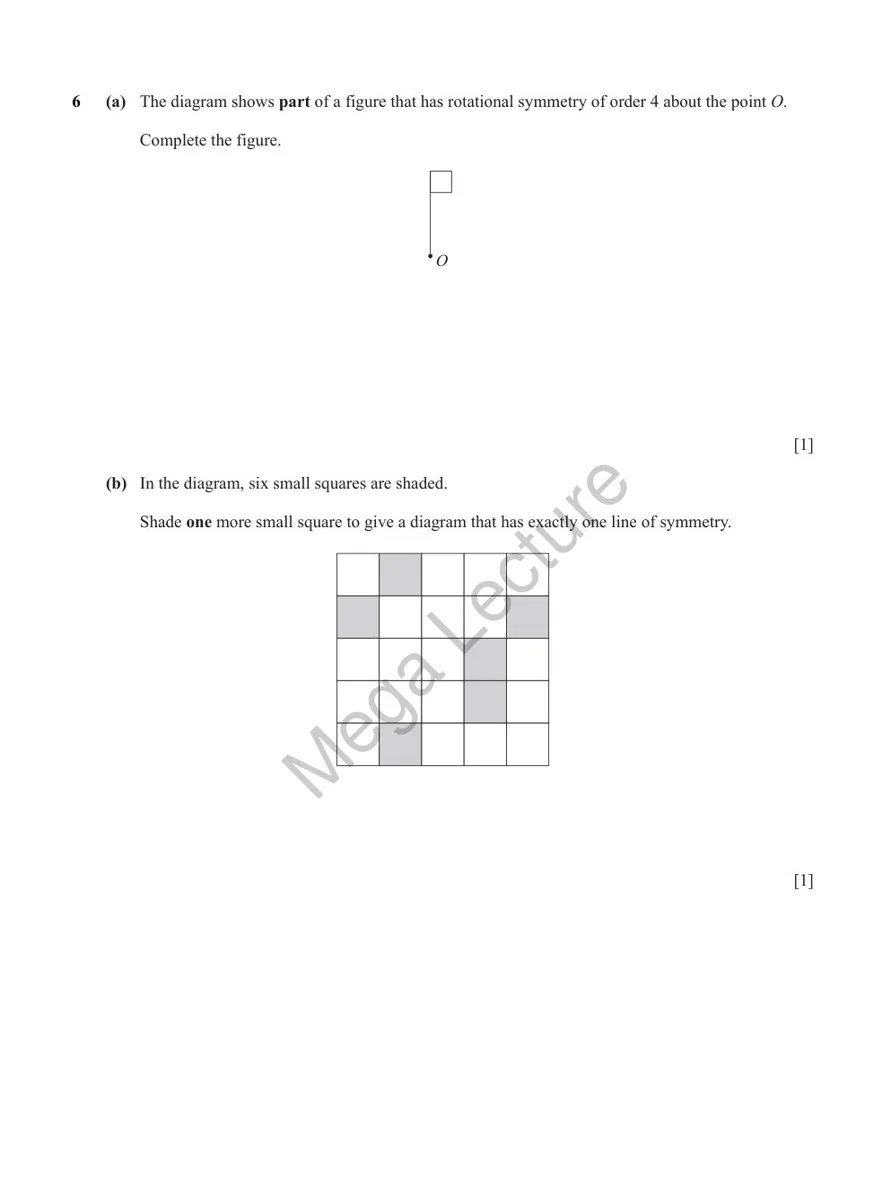 6 (a) The diagram shows part of a figure that has rotational symmetry of order 4 about the point O.
Complete the figure.
O
[1]
(b) In the diagram, six small squares are shaded.
Shade one more small square to give a diagram that has exactly one line of symmetry.
Mega Lecture
[1]